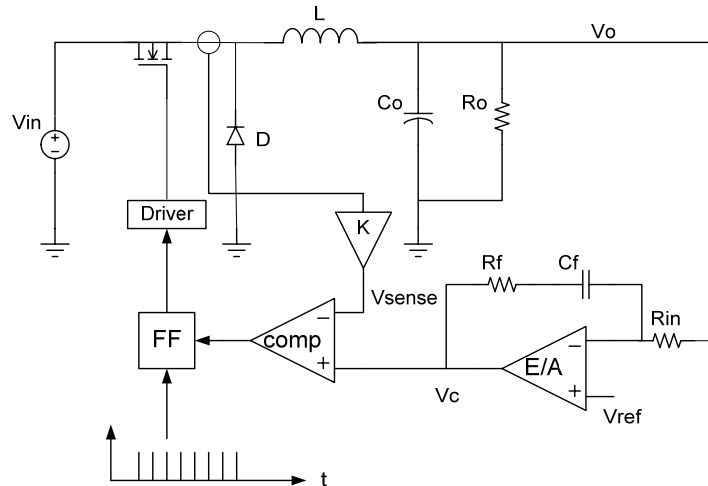 L
Vo
Vin
Co
Ro
D
Driver
K
Vsense
Rf
Cf
Rin
FF
comp
−
+
E/A
−
+
Vc
Vref
t